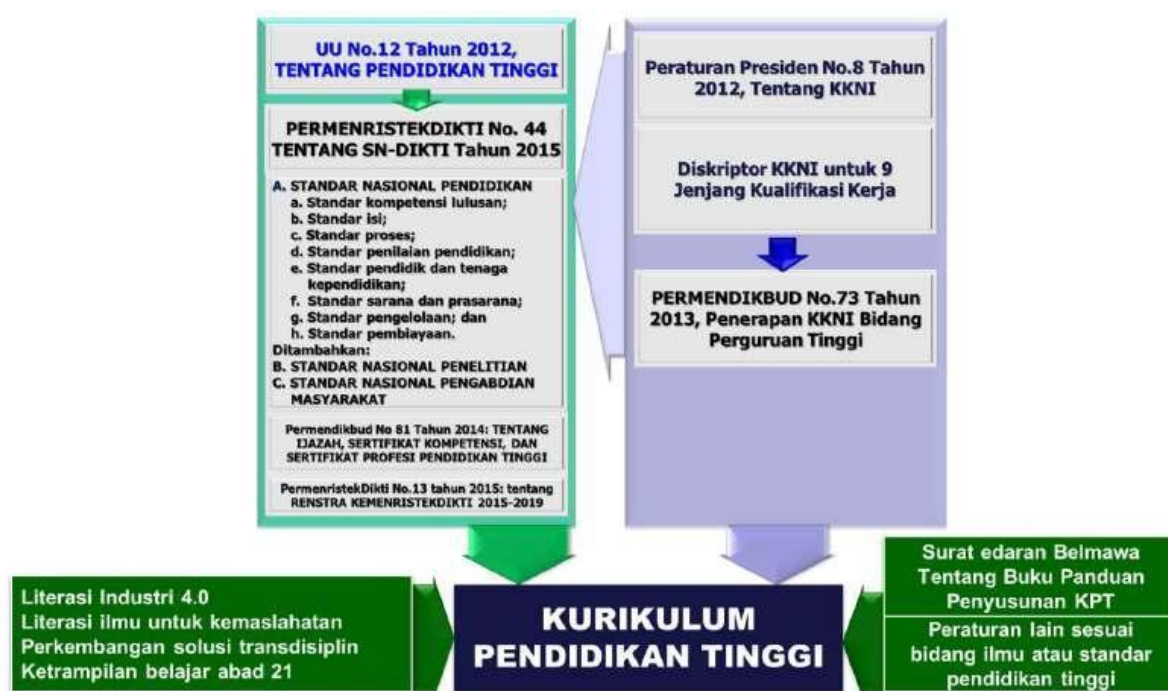 UU No.12 Tahun 2012,
TENTANG PENDIDIKAN TINGGI
PERMENRISTEKDIKTI No. 44
TENTANG SN-DIKTI Tahun 2015
A. STANDAR NASIONAL PENDIDIKAN
a. Standar kompetensi lulusan;
b. Standar isi;
c. Standar proses;
d. Standar penilaian pendidikan;
e. Standar pendidik dan tenaga
kependidikan;
f. Standar sarana dan prasarana;
g. Standar pengelolaan; dan
h. Standar pembiayaan.
Ditambahkan:
B. STANDAR NASIONAL PENELITIAN
C. STANDAR NASIONAL PENGABDIAN
MASYARAKAT
Permendikbud No 81 Tahun 2014: TENTANG
IJAZAH, SERTIFIKAT KOMPETENSI, DAN
SERTIFIKAT PROFESI PENDIDIKAN TINGGI
PermenristekDikti No.13 tahun 2015: tentang
RENSTRA KEMENRISTEKDIKTI 2015-2019
Peraturan Presiden No.8 Tahun
2012, Tentang KKNI
Diskriptor KKNI untuk 9
Jenjang Kualifikasi Kerja
PERMENDIKBUD No.73 Tahun
2013, Penerapan KKNI Bidang
Perguruan Tinggi
Literasi Industri 4.0
Literasi ilmu untuk kemaslahatan
Perkembangan solusi transdisiplin
Ketrampilan belajar abad 21
KURIKULUM
PENDIDIKAN TINGGI
Surat edaran Belmawa
Tentang Buku Panduan
Penyusunan KPT
Peraturan lain sesuai
bidang ilmu atau standar
pendidikan tinggi